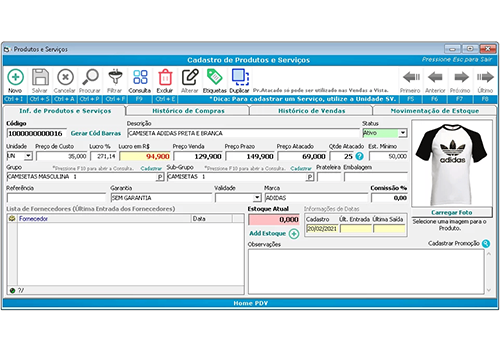 Produtos e Serviços
Cadastro de Produtos e Serviços
Pressione Esc para Sair
Novo Salvar Cancelar Procurar Filtrar Consulta Excluir Alterar Etiquetas Duplicar Pr.Atacado só pode ser utilizado nas Vendas a Vista. Primeiro Anterior Próximo Último
Ctrl + I Ctrl + S Ctrl + A Ctrl + P Ctrl + F F9 Ctrl + E *Dica: Para cadastrar um Serviço, utilize a Unidade SV. F5 F6 F7 F8
Inf. de Produtos e Serviços Histórico de Compras Histórico de Vendas Movimentação de Estoque
Código Descrição Status
10000000000016 Gerar Cód Barras CAMISETA ADIDAS PRETA E BRANCA Ativo
Unidade Preço de Custo Lucro % Lucro em R$ Preço Venda Preço Prazo Preço Atacado Qtde Atacado Est. Mínimo
UN 35,000 271,14 94,900 129,900 149,900 69,000 25 ? 50,000
Grupo *Pressione F10 para abrir a Consulta. Cadastrar Sub-Grupo *Pressione F10 para abrir a Consulta. Cadastrar Prateleira Embalagem
CAMISETAS MASCULINA 1 P CAMISETAS 1 P
Referência Garantia Validade Marca Comissão %
SEM GARANTIA ADIDAS 0,00
adidas
Lista de Fornecedores (Última Entrada dos Fornecedores) Estoque Atual Informações de Datas
Fornecedor Data 0,000 Cadastro Últ. Entrada Última Saída
20/02/2021
Carregar Foto
Selecione uma imagem para o Produto.
Add Estoque
Observações Cadastrar Promoção
?/
Home PDV